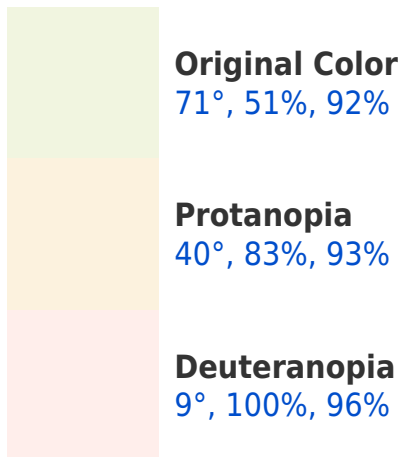 Original Color
71°, 51%, 92%
Protanopia
40°, 83%, 93%
Deuteranopia
9°, 100%, 96%